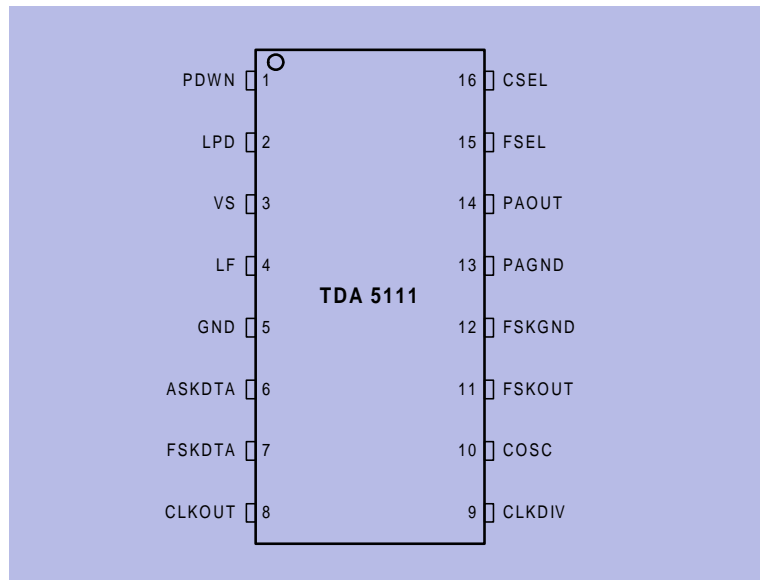 PDWN 1 16 CSEL
LPD 2 15 FSEL
VS 3 14 PAOUT
LF 4 13 PAGND
TDA 5111
GND 5 12 FSKGND
ASKDTA 6 11 FSKOUT
FSKDTA 7 10 COSC
CLKOUT 8 9 CLKDIV